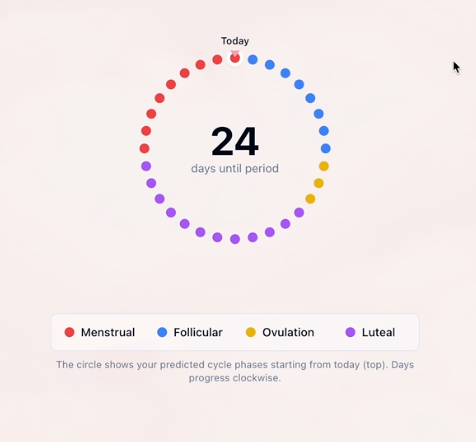 Today
24
days until period
Menstrual Follicular Ovulation Luteal
The circle shows your predicted cycle phases starting from today (top). Days
progress clockwise.